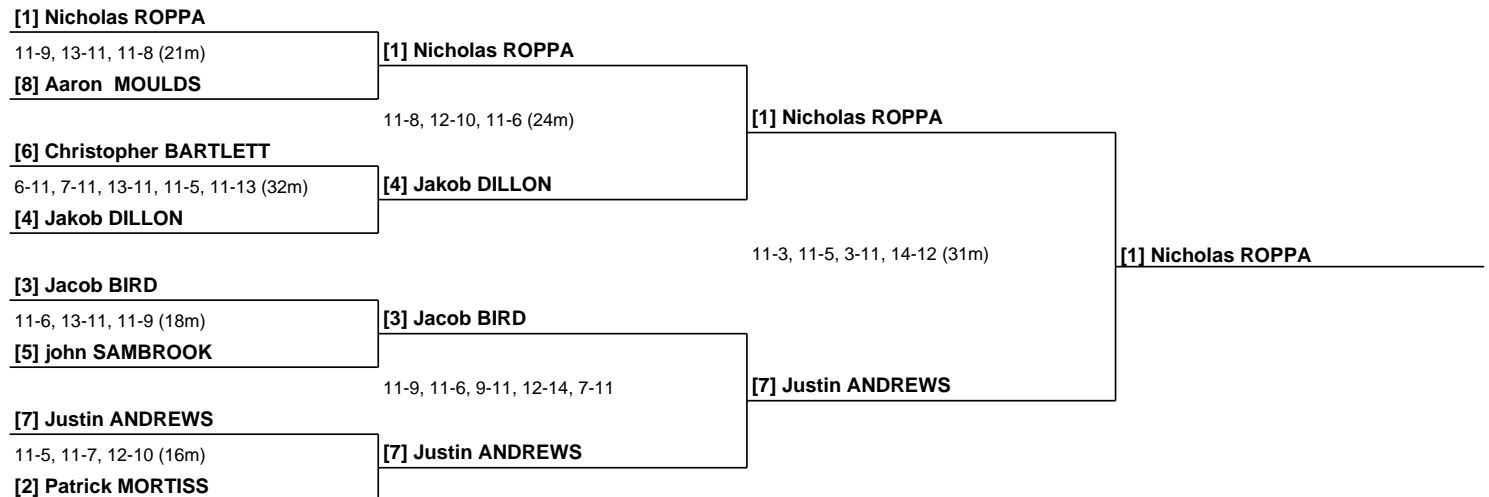 [1] Nicholas ROPPA
11-9, 13-11, 11-8 (21m)
[8] Aaron  MOULDS
[6] Christopher BARTLETT
6-11, 7-11, 13-11, 11-5, 11-13 (32m)
[4] Jakob DILLON
[3] Jacob BIRD
11-6, 13-11, 11-9 (18m)
[5] john SAMBROOK
[7] Justin ANDREWS
11-5, 11-7, 12-10 (16m)
[2] Patrick MORTISS
[1] Nicholas ROPPA
11-8, 12-10, 11-6 (24m)
[4] Jakob DILLON
[3] Jacob BIRD
11-9, 11-6, 9-11, 12-14, 7-11
[7] Justin ANDREWS
[1] Nicholas ROPPA
11-3, 11-5, 3-11, 14-12 (31m)
[7] Justin ANDREWS
[1] Nicholas ROPPA